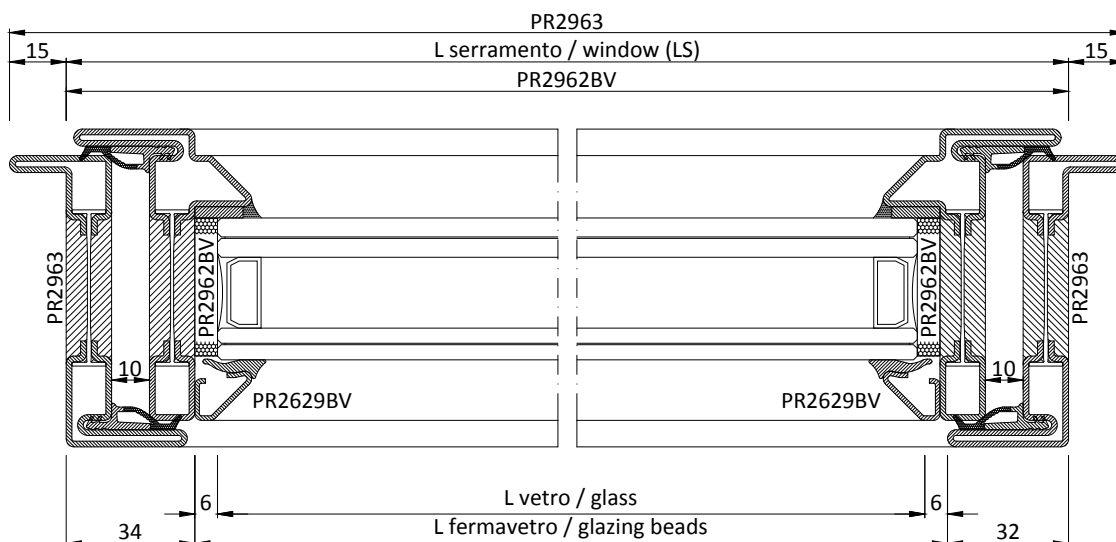 PR2963
15
L serramento / window (LS)
15
PR2962BV
PR2963
PR2962BV
PR2962BV
PR2963
10
10
PR2629BV
PR2629BV
6
L vetro / glass
6
34
L fermavetro / glazing beads
32